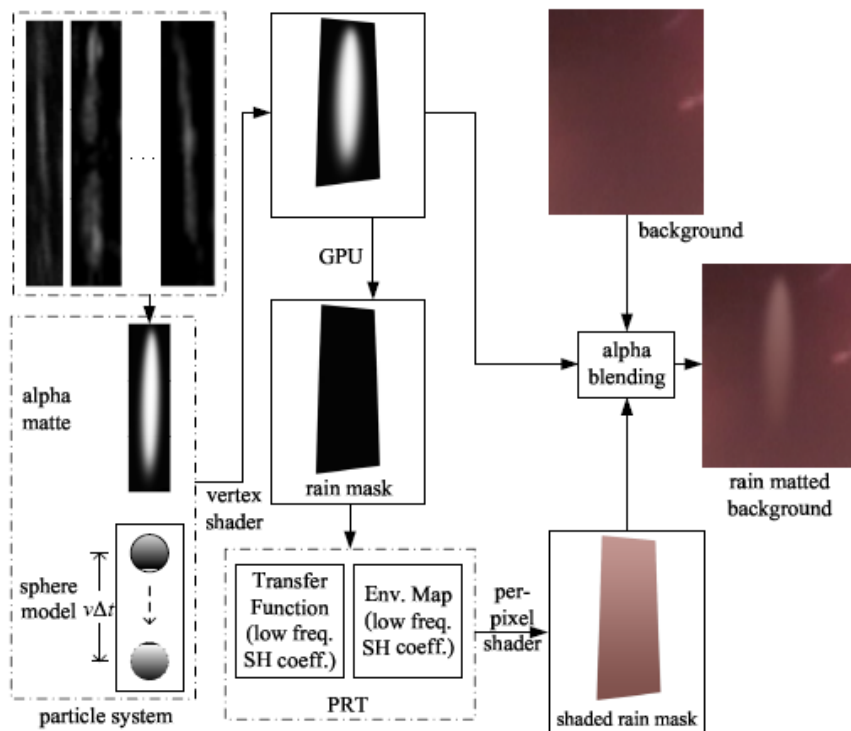 . . .
alpha
matte
sphere
model
vΔt
particle system
vertex
shader
GPU
rain mask
Transfer
Function
(low freq.
SH coeff.)
Env. Map
(low freq.
SH coeff.)
PRT
per-
pixel
shader
background
alpha
blending
rain matted
background
shaded rain mask